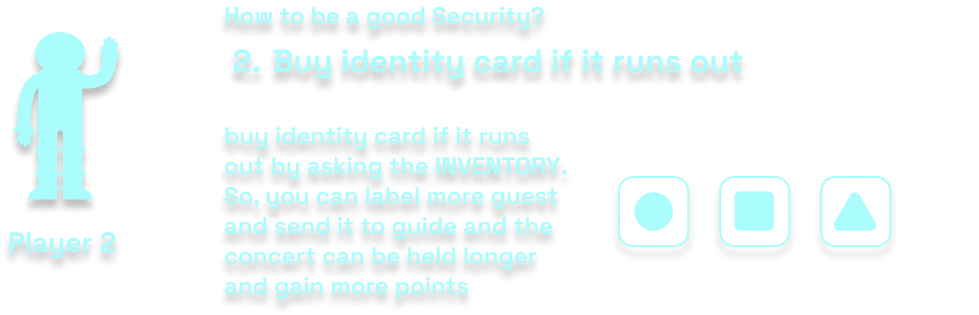 How to be a good Security?
2. Buy identity card if it runs out
buy identity card if it runs
out by asking the INVENTORY.
So, you can label more guest
and send it to guide and the
concert can be held longer
and gain more points
Player 2